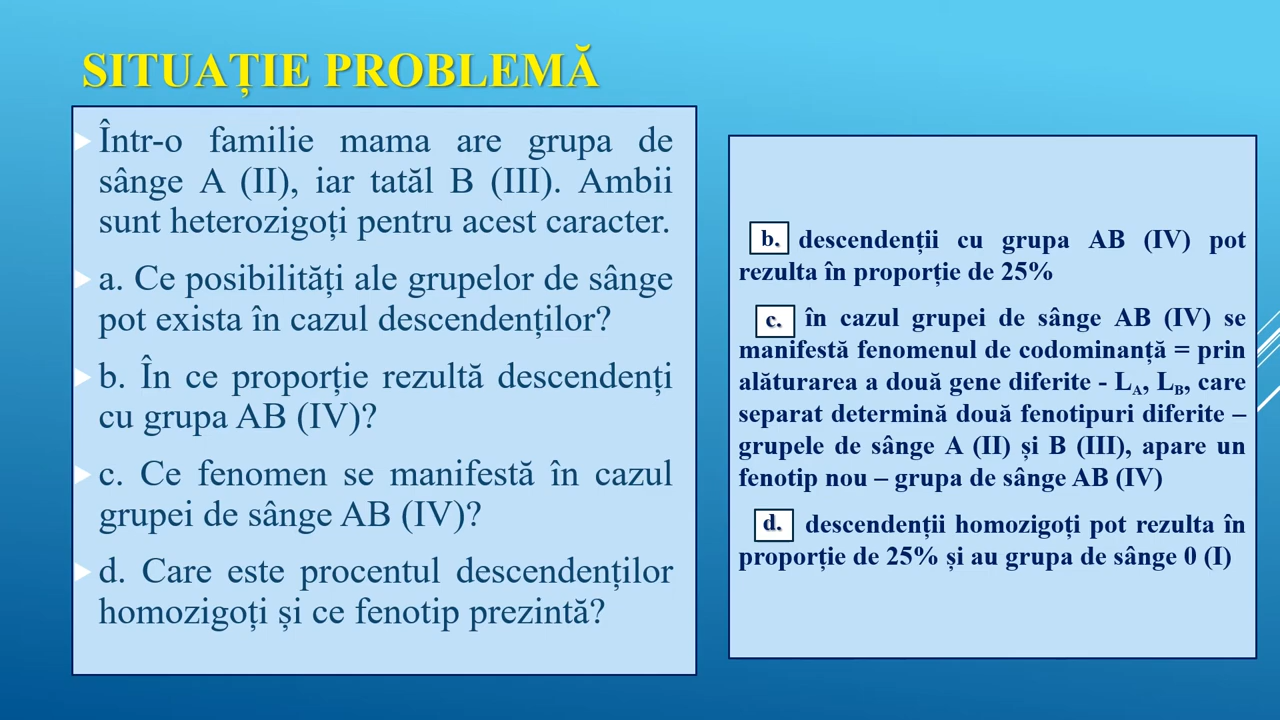 SITUAȚIE PROBLEMĂ
Într-o familie mama are grupa de
sânge A (II), iar tatăl B (III). Ambii
sunt heterozigoți pentru acest caracter.
a. Ce posibilități ale grupelor de sânge
pot exista în cazul descendenților?
b. În ce proporție rezultă descendenți
cu grupa AB (IV)?
c. Ce fenomen se manifestă în cazul
grupei de sânge AB (IV)?
d. Care este procentul descendenților
homozigoți și ce fenotip prezintă?
b. descendenții cu grupa AB (IV) pot
rezulta în proporție de 25%
c. în cazul grupei de sânge AB (IV) se
manifestă fenomenul de codominanță = prin
alăturarea a două gene diferite - LA, LB, care
separat determină două fenotipuri diferite –
grupele de sânge A (II) și B (III), apare un
fenotip nou – grupa de sânge AB (IV)
d. descendenții homozigoți pot rezulta în
proporție de 25% și au grupa de sânge 0 (I)